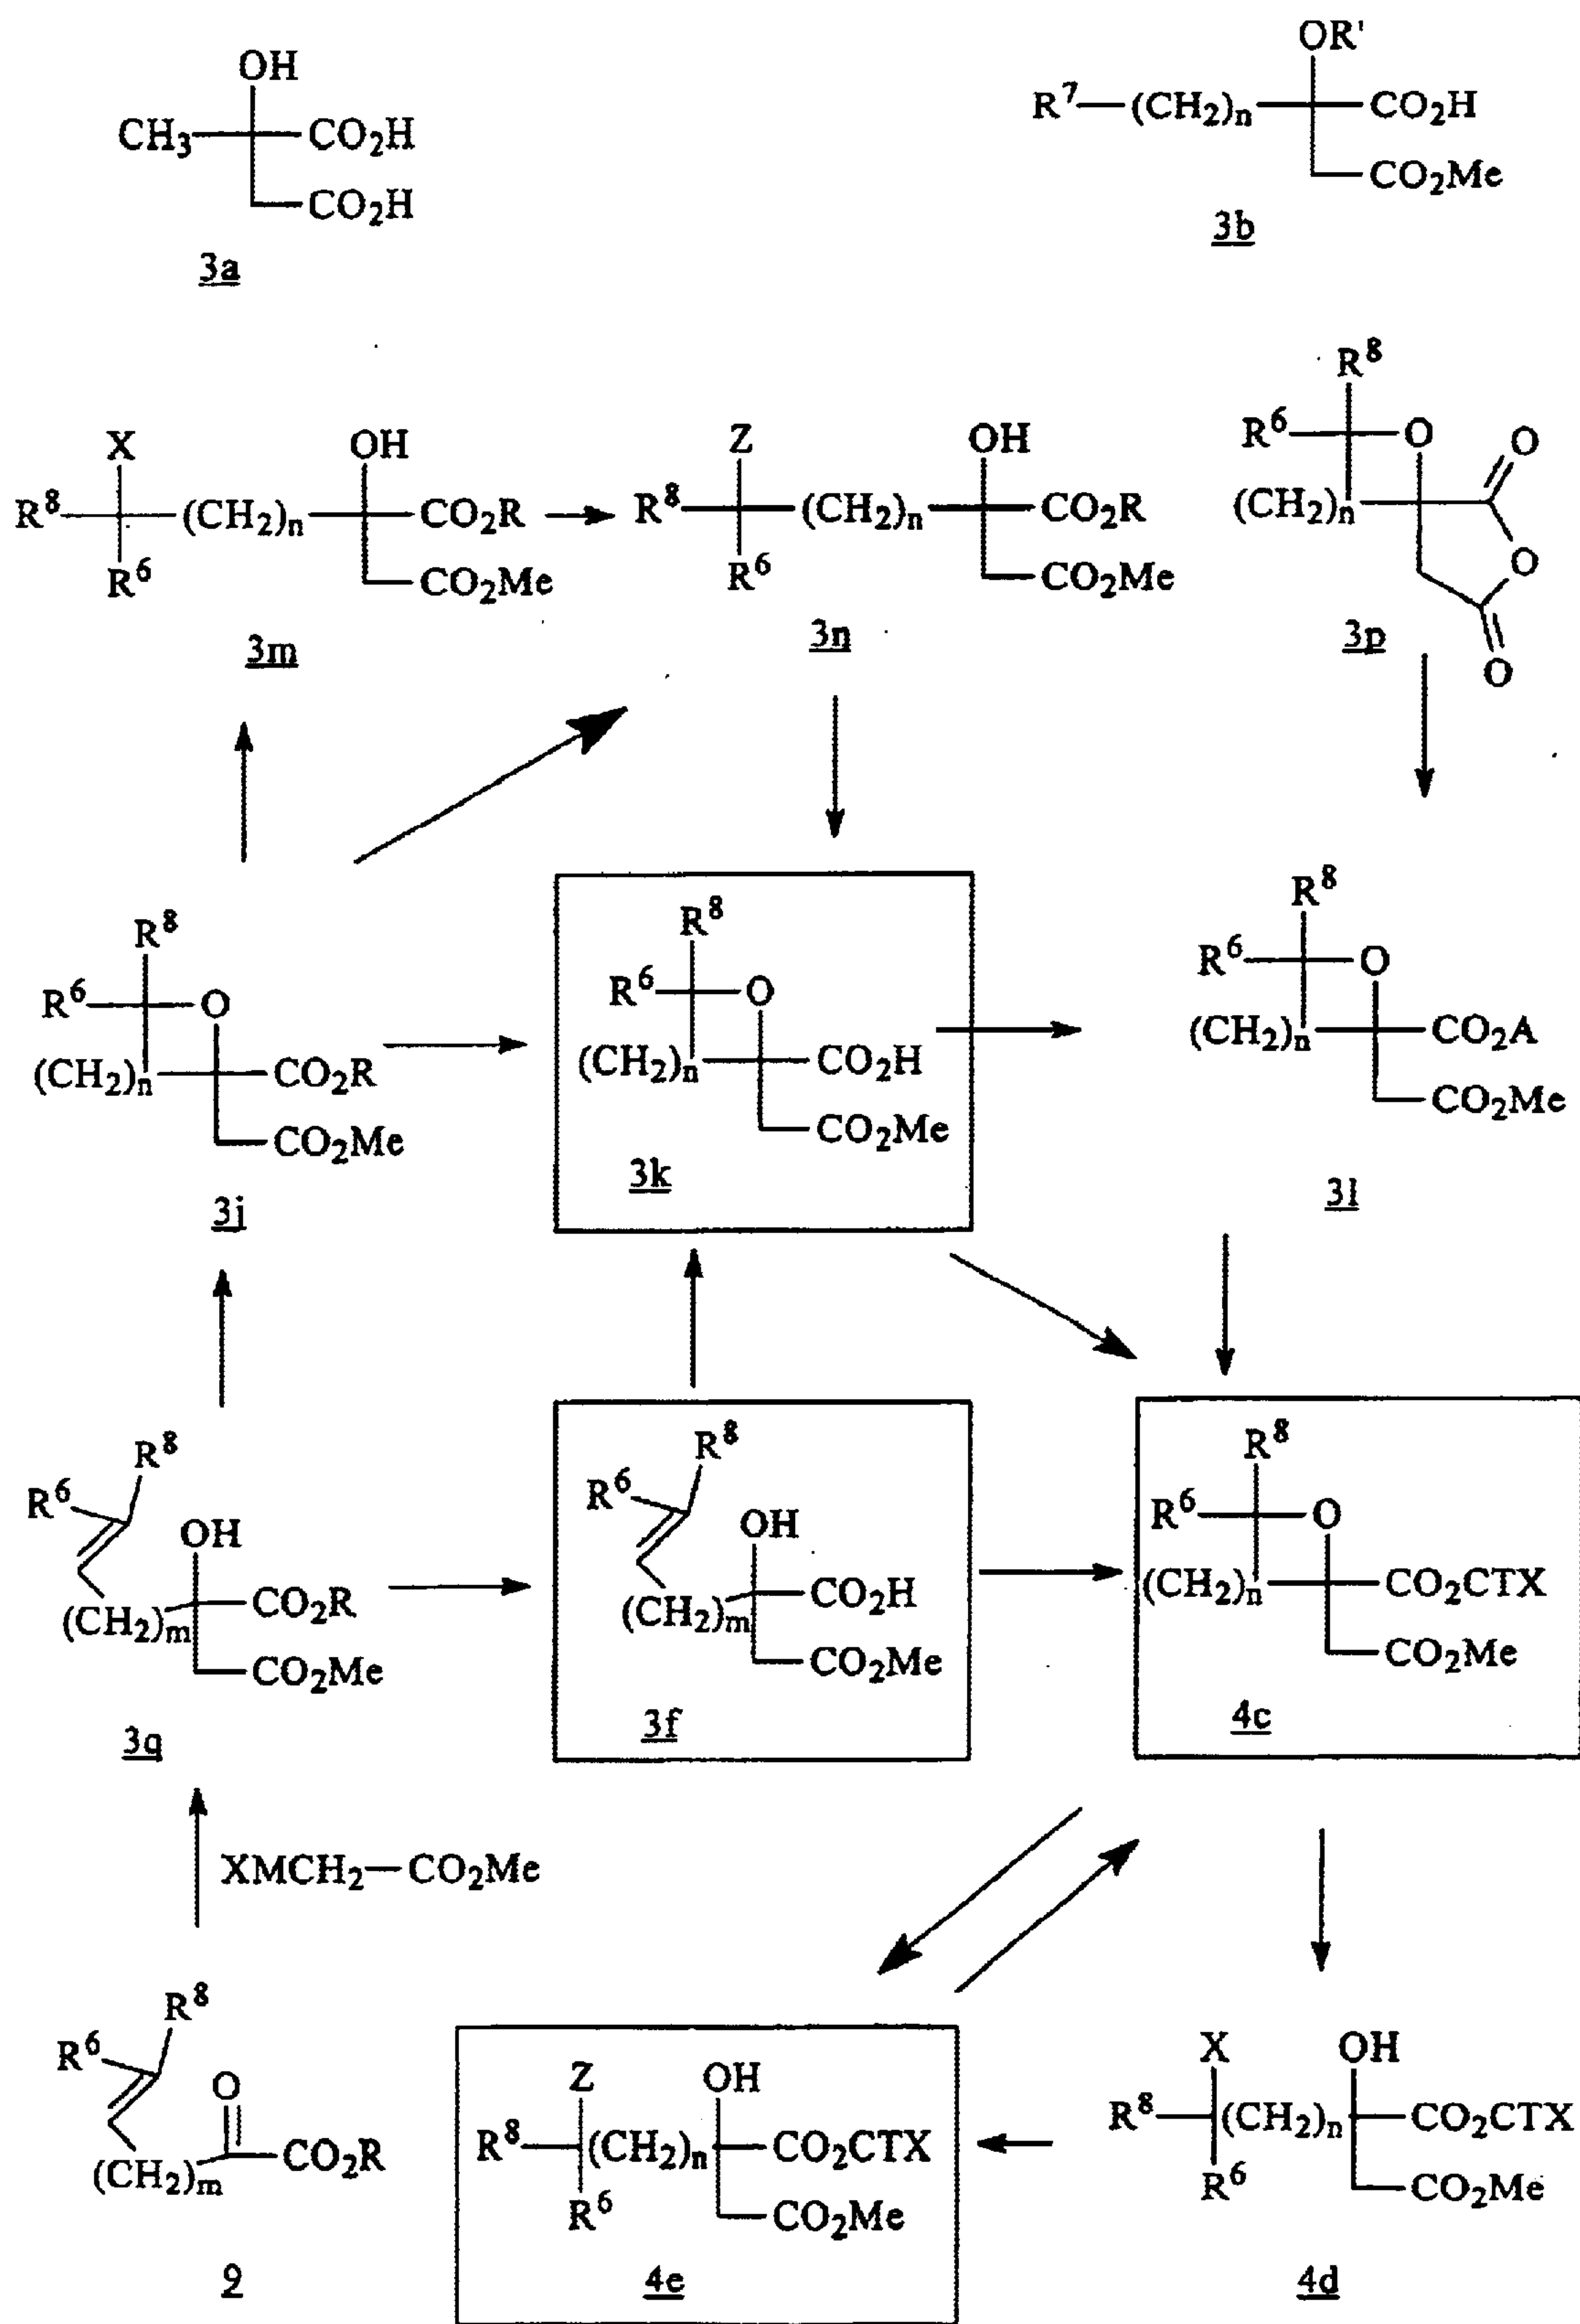 OH
CH₃ CO₂H
CO₂H
3a
OR'
R⁷—(CH₂)ₙ CO₂H
CO₂Me
3b
X OH
R⁸ (CH₂)ₙ CO₂R
R⁶ CO₂Me
3m
Z OH
R⁸ (CH₂)ₙ CO₂R
R⁶ CO₂Me
3n
R⁸
R⁶ O O
(CH₂)ₙ
O
O
3p
R⁸
R⁶ O
(CH₂)ₙ CO₂R
CO₂Me
3j
R⁸
R⁶ O
(CH₂)ₙ CO₂H
CO₂Me
3k
R⁸
R⁶ O
(CH₂)ₙ CO₂A
CO₂Me
3l
R⁸
R⁶
OH
(CH₂)ₘ CO₂R
CO₂Me
3q
R⁸
R⁶
OH
(CH₂)ₘ CO₂H
CO₂Me
3f
R⁸
R⁶ O
(CH₂)ₙ CO₂CTX
CO₂Me
4c
XMCH₂—CO₂Me
R⁸
R⁶
O
(CH₂)ₘ CO₂R
9
Z OH
R⁸ (CH₂)ₙ CO₂CTX
R⁶ CO₂Me
4e
X OH
R⁸ (CH₂)ₙ CO₂CTX
R⁶ CO₂Me
4d